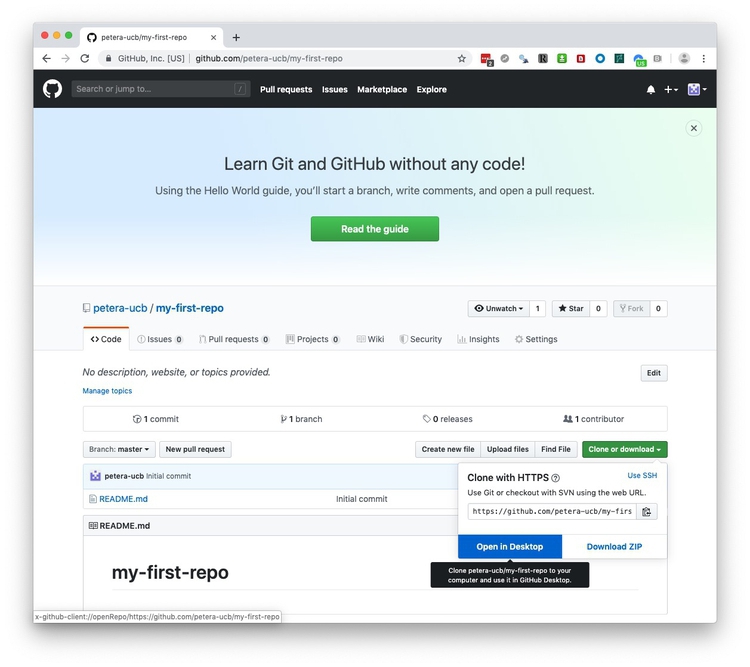 petera-ucb/my-first-repo
GitHub, Inc. [US] | github.com/petera-ucb/my-first-repo
Search or jump to... /
Pull requests Issues Marketplace Explore
Learn Git and GitHub without any code!
Using the Hello World guide, you’ll start a branch, write comments, and open a pull request.
Read the guide
petera-ucb / my-first-repo
Unwatch 1 Star 0 Fork 0
Code Issues 0 Pull requests 0 Projects 0 Wiki Security Insights Settings
No description, website, or topics provided. Edit
Manage topics
1 commit 1 branch 0 releases 1 contributor
Branch: master New pull request Create new file Upload files Find File Clone or download
petera-ucb Initial commit
README.md Initial commit
README.md
my-first-repo
Clone with HTTPS Use SSH
Use Git or checkout with SVN using the web URL.
https://github.com/petera-ucb/my-firs
Open in Desktop Download ZIP
Clone petera-ucb/my-first-repo to your
computer and use it in GitHub Desktop.
x-github-client://openRepo/https://github.com/petera-ucb/my-first-repo